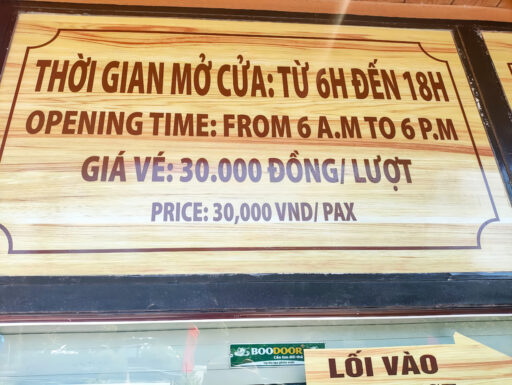 THỜI GIAN MỞ CỬA: TỪ 6H ĐẾN 18H
OPENING TIME: FROM 6 A.M TO 6 P.M
GIÁ VÉ: 30.000 ĐỒNG/ LƯỢT
PRICE: 30,000 VND/ PAX
BOODOOR
LỐI VÀO